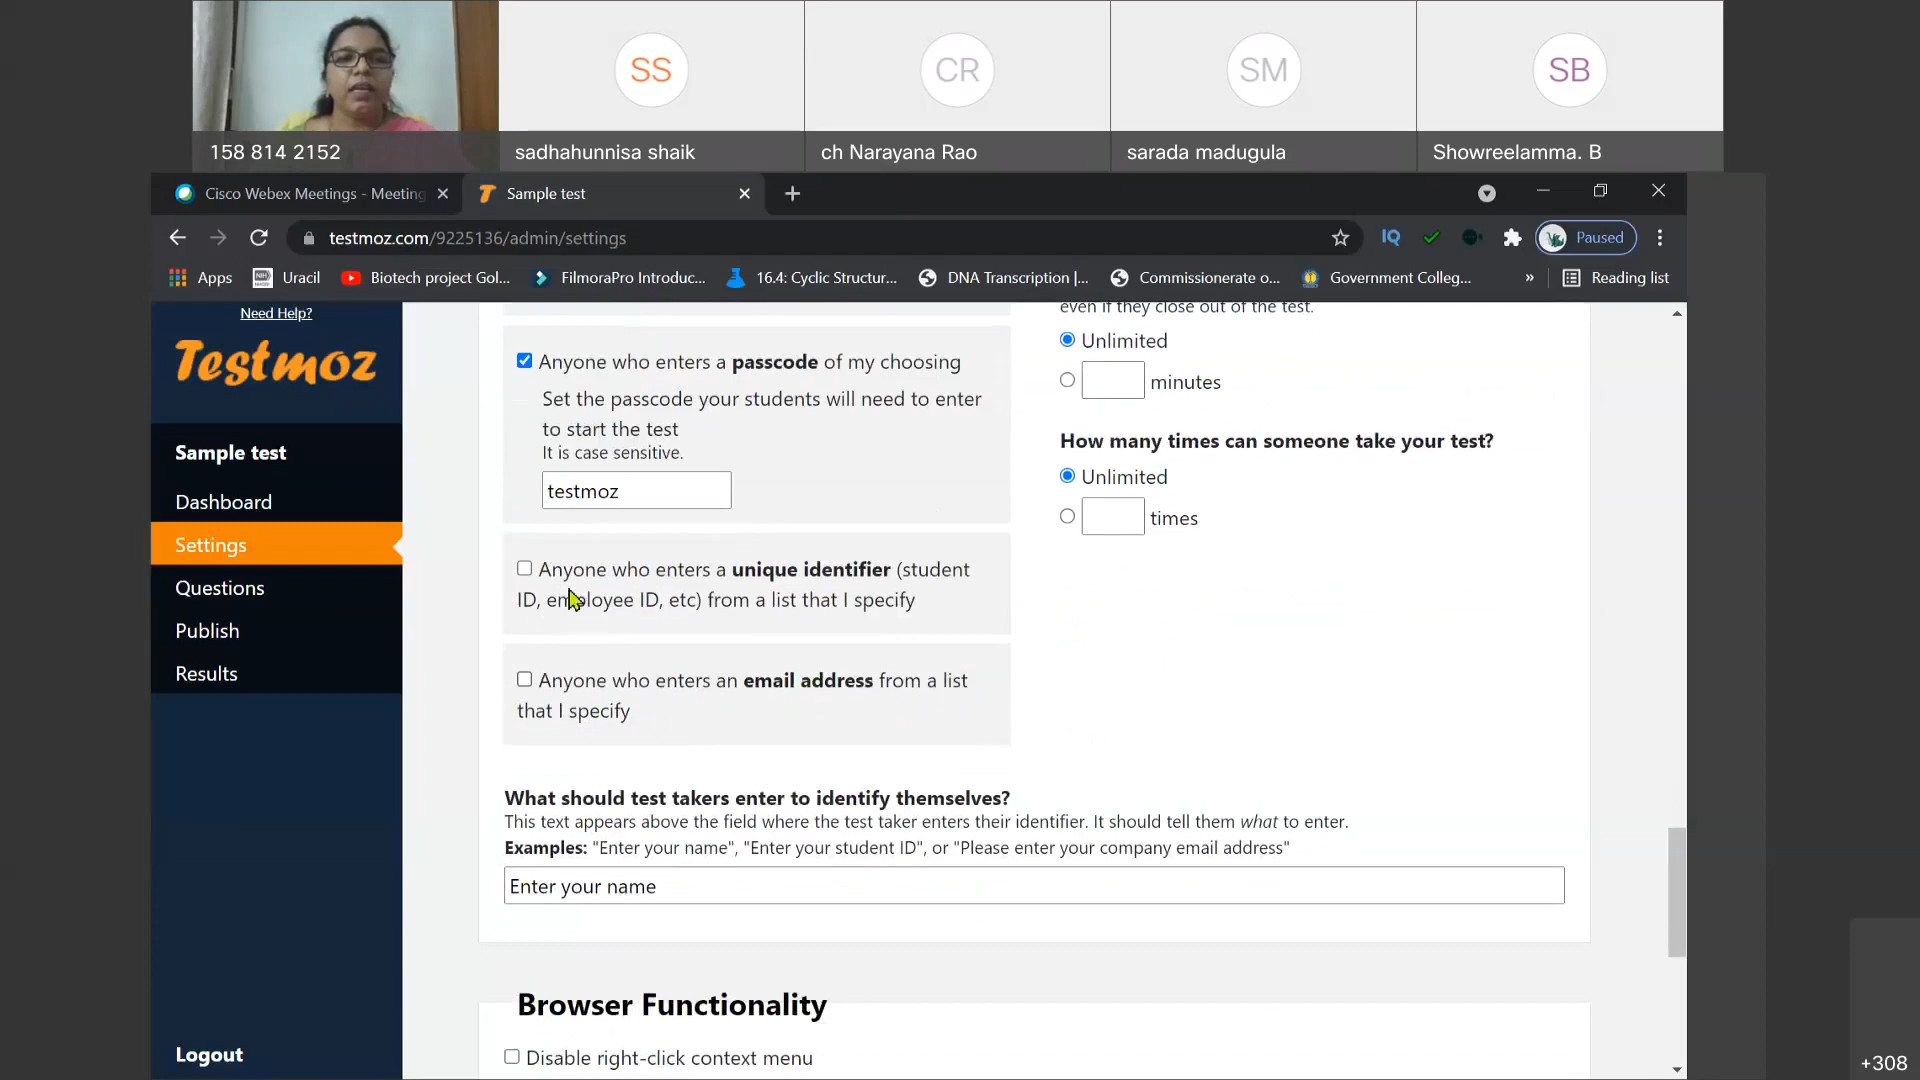 SS
CR
SM
SB
158 814 2152
sadhahunnisa shaik
ch Narayana Rao
sarada madugula
Showreelamma. B
Cisco Webex Meetings - Meeting
Sample test
testmoz.com/9225136/admin/settings
IQ
Paused
Apps
Uracil
Biotech project Gol...
FilmoraPro Introduc...
16.4: Cyclic Structur...
DNA Transcription |...
Commissionerate o...
Government Colleg...
»
Reading list
Need Help?
Testmoz
Sample test
Dashboard
Settings
Questions
Publish
Results
Logout
Anyone who enters a passcode of my choosing
Set the passcode your students will need to enter
to start the test
It is case sensitive.
testmoz
Anyone who enters a unique identifier (student
ID, employee ID, etc) from a list that I specify
Anyone who enters an email address from a list
that I specify
even if they close out of the test.
Unlimited
minutes
How many times can someone take your test?
Unlimited
times
What should test takers enter to identify themselves?
This text appears above the field where the test taker enters their identifier. It should tell them what to enter.
Examples: "Enter your name", "Enter your student ID", or "Please enter your company email address"
Enter your name
Browser Functionality
Disable right-click context menu
+308